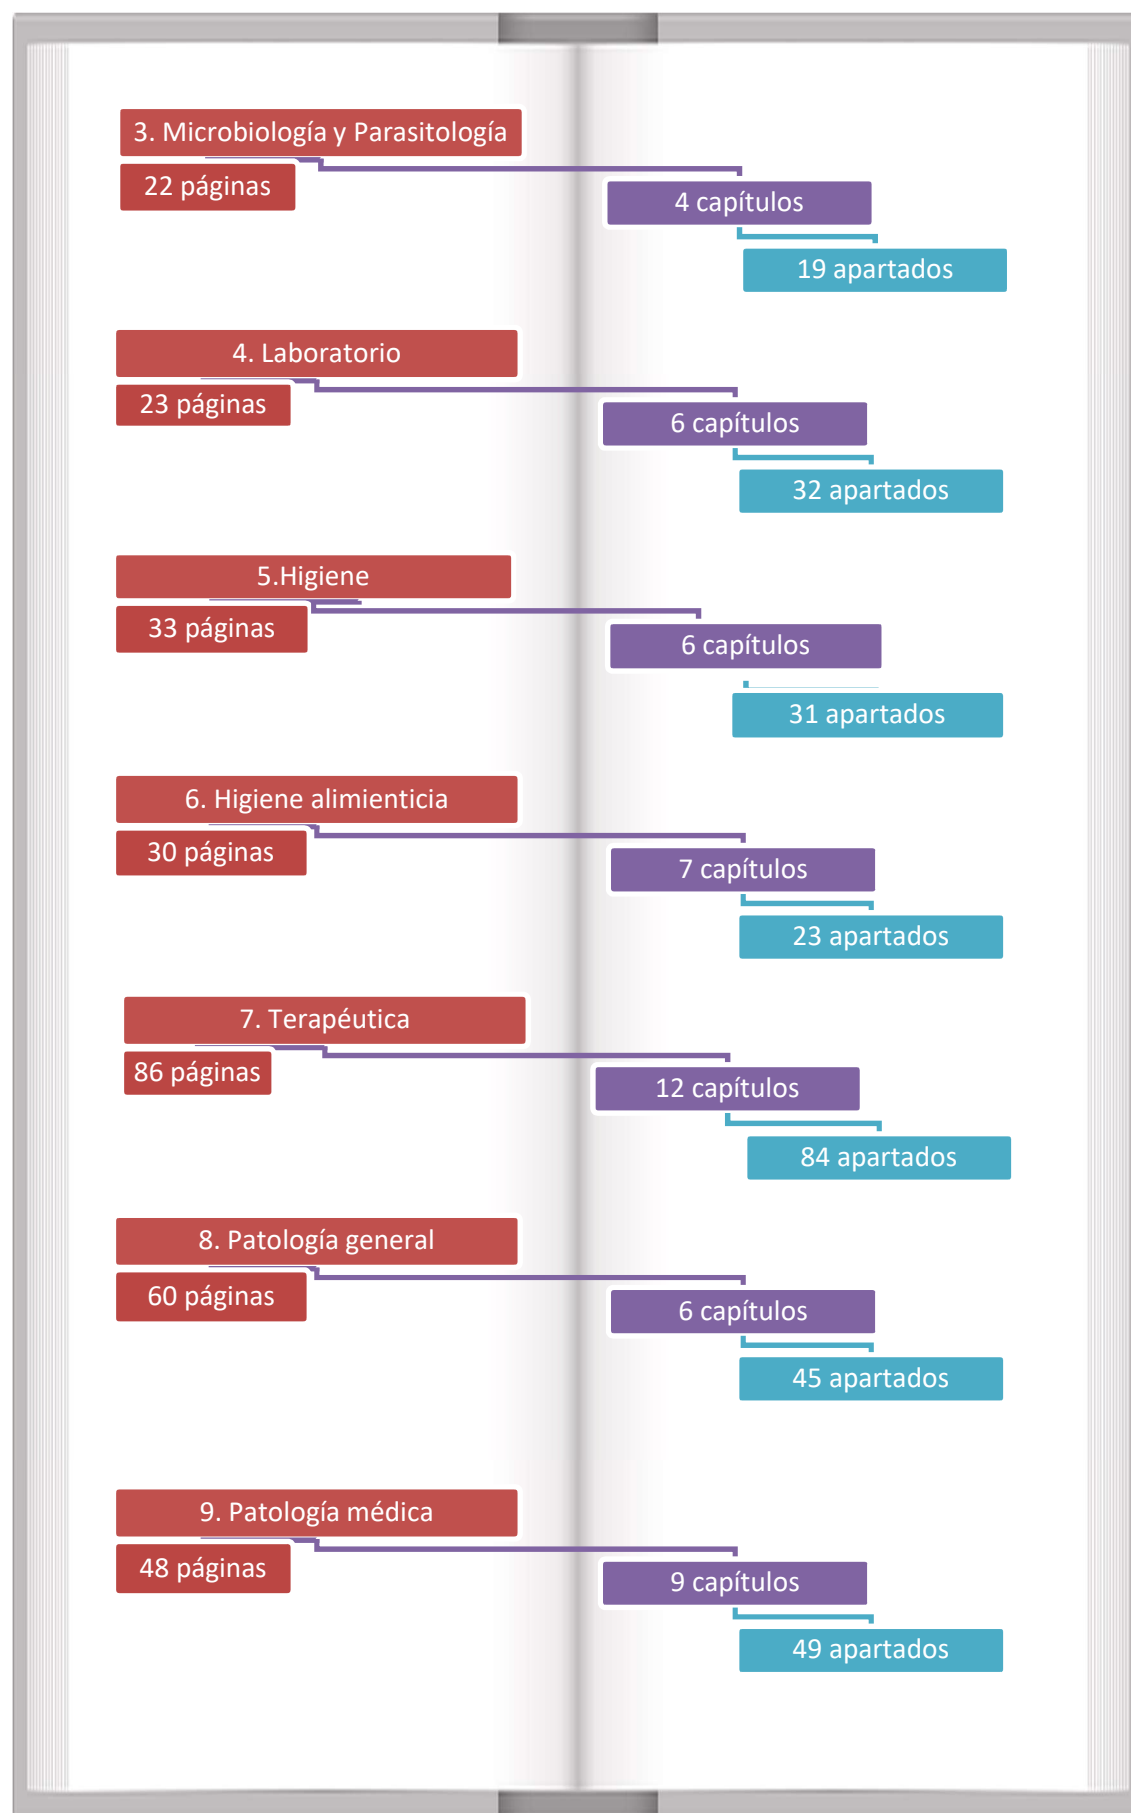 3. Microbiología y Parasitología
22 páginas
4 capítulos
19 apartados
4. Laboratorio
23 páginas
6 capítulos
32 apartados
5.Higiene
33 páginas
6 capítulos
31 apartados
6. Higiene alimienticia
30 páginas
7 capítulos
23 apartados
7. Terapéutica
86 páginas
12 capítulos
84 apartados
8. Patología general
60 páginas
6 capítulos
45 apartados
9. Patología médica
48 páginas
9 capítulos
49 apartados